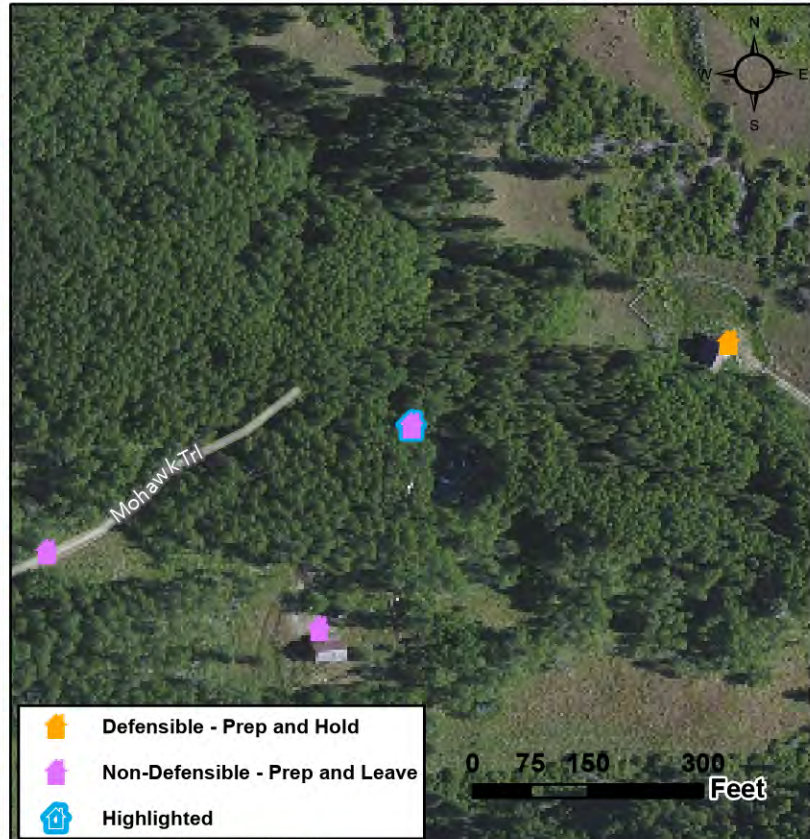 N
W E
S
Mohawk Trl
Defensible - Prep and Hold
Non-Defensible - Prep and Leave
Highlighted
0 75 150 300
Feet